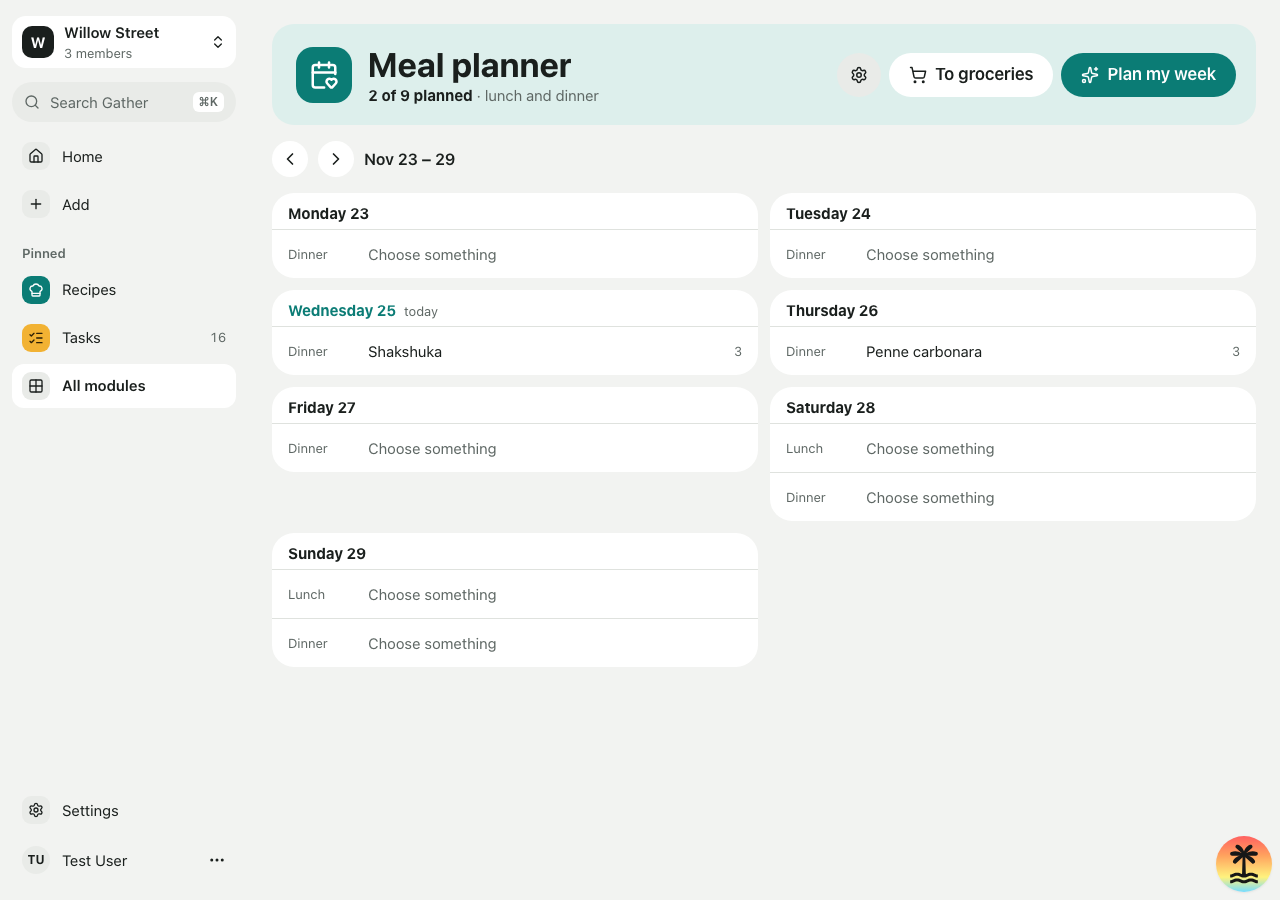 W
Willow Street
3 members
Search Gather ⌘K
Home
Add
Pinned
Recipes
Tasks 16
All modules
Settings
TU Test User
Meal planner
2 of 9 planned · lunch and dinner
To groceries
Plan my week
Nov 23 – 29
Monday 23
Dinner Choose something
Tuesday 24
Dinner Choose something
Wednesday 25 today
Dinner Shakshuka 3
Thursday 26
Dinner Penne carbonara 3
Friday 27
Dinner Choose something
Saturday 28
Lunch Choose something
Dinner Choose something
Sunday 29
Lunch Choose something
Dinner Choose something